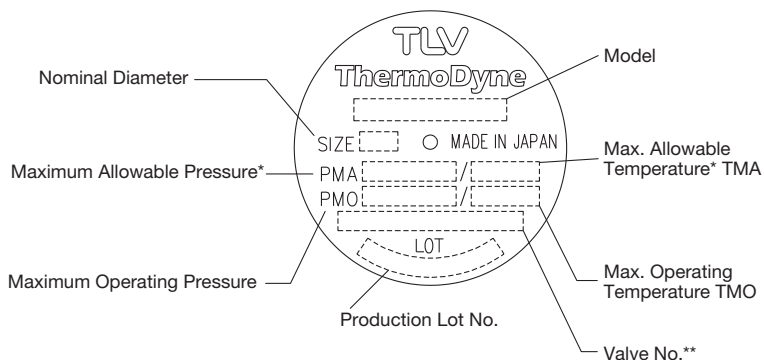 TLV
ThermoDyne
Model
Nominal Diameter
SIZE
MADE IN JAPAN
Maximum Allowable Pressure*
PMA /
Max. Allowable
Temperature* TMA
PMO /
Maximum Operating Pressure
LOT
Max. Operating
Temperature TMO
Production Lot No.
Valve No.**